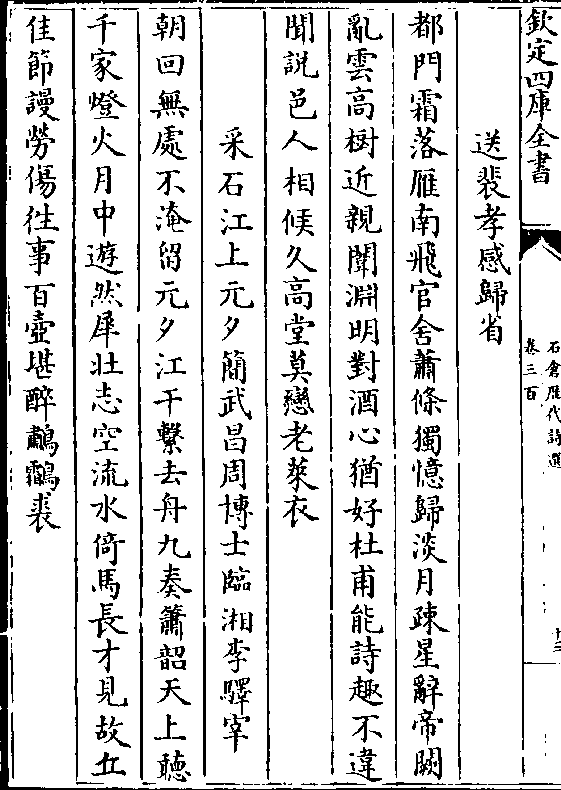 欽定四庫全書
石倉歷代詩選
卷三百
十三
送裴孝感歸省
都門霜落雁南飛官舍蕭條獨憶歸淡月疎星辭帝闕
亂雲高樹近親闈淵明對酒心猶好杜甫能詩趣不違
聞說邑人相候久高堂莫戀老萊衣
采石江上元夕簡武昌周博士臨湘李驛宰
朝回無處不淹留元夕江干繫去舟九奏簫韶天上聽
千家燈火月中遊然犀壯志空流水倚馬長才見故丘
佳節謾勞傷徃事百壺堪醉鷫鸘裘